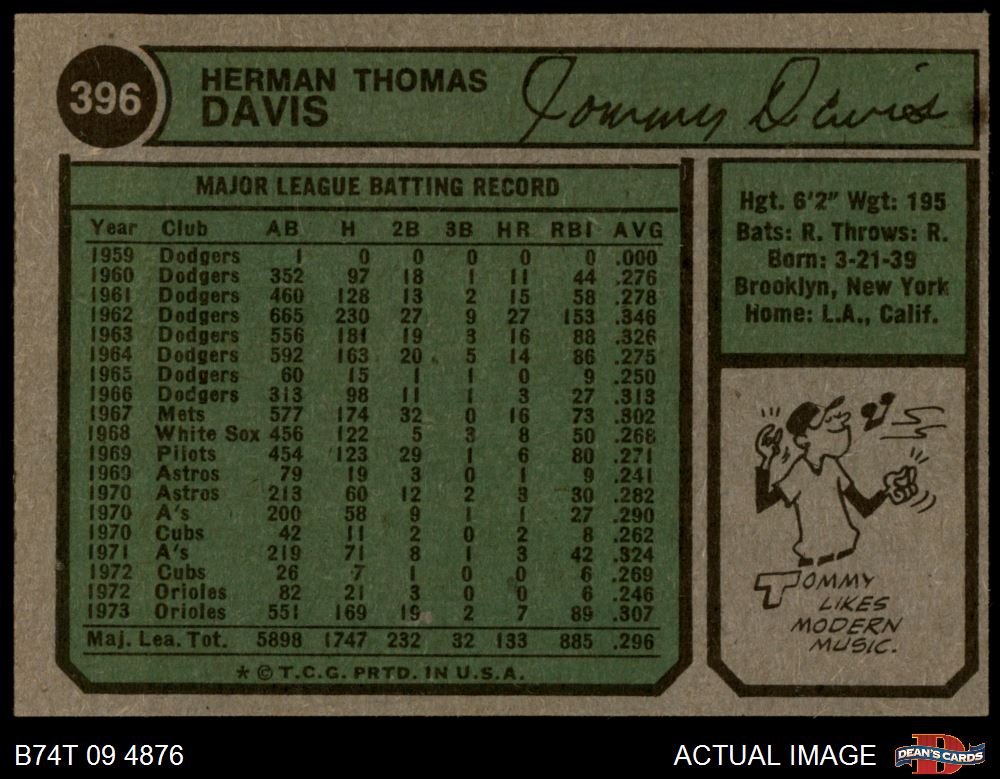 396
HERMAN THOMAS
DAVIS
Tommy Davis
MAJOR LEAGUE BATTING RECORD
Year Club AB H 2B 3B HR RBI AVG
1959 Dodgers 1 0 0 0 0 0 .000
1960 Dodgers 352 97 18 1 11 44 .276
1961 Dodgers 460 128 13 2 15 58 .278
1962 Dodgers 665 230 27 9 27 153 .346
1963 Dodgers 556 181 19 3 16 88 .326
1964 Dodgers 592 163 20 5 14 86 .275
1965 Dodgers 60 15 1 1 0 9 .250
1966 Dodgers 313 98 11 1 3 27 .313
1967 Mets 577 174 32 0 16 73 .302
1968 White Sox 456 122 5 3 8 50 .268
1969 Pilots 454 123 29 1 6 80 .271
1969 Astros 79 19 3 0 1 9 .241
1970 Astros 213 60 12 2 3 30 .282
1970 A's 200 58 9 1 1 27 .290
1970 Cubs 42 11 2 0 2 8 .262
1971 A's 219 71 8 1 3 42 .324
1972 Cubs 26 7 1 0 0 6 .269
1972 Orioles 82 21 3 0 0 6 .246
1973 Orioles 551 169 19 2 7 89 .307
Maj. Lea. Tot. 5898 1747 232 32 133 885 .296
* © T.C.G. PRTD. IN U.S.A.
Hgt. 6'2" Wgt: 195
Bats: R. Throws: R.
Born: 3-21-39
Brooklyn, New York
Home: L.A., Calif.
TOMMY
LIKES
MODERN
MUSIC.
B74T 09 4876
ACTUAL IMAGE
D
DEAN'S CARDS